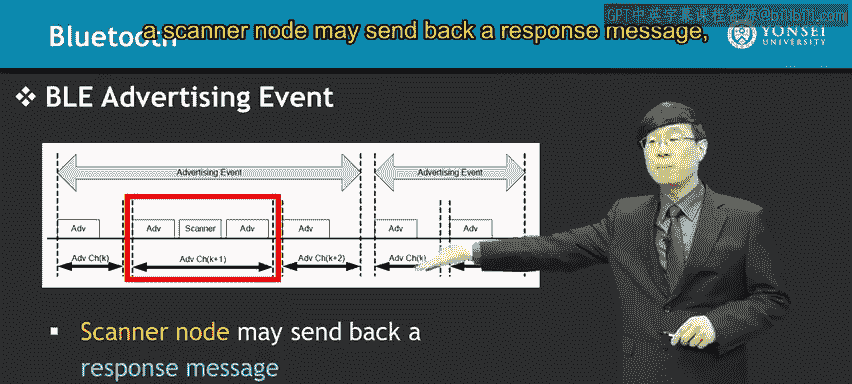 a scanner node may send back a response message,
Bluetooth
YONSEI
UNIVERSITY
❖ BLE Advertising Event
Advertising Event
Advertising Event
Adv
Adv
Scanner
Adv
Adv
Adv
Adv
Adv Ch(k)
Adv Ch(k+1)
Adv Ch(k+2)
Adv Ch(k)
▪ Scanner node may send back a
response message